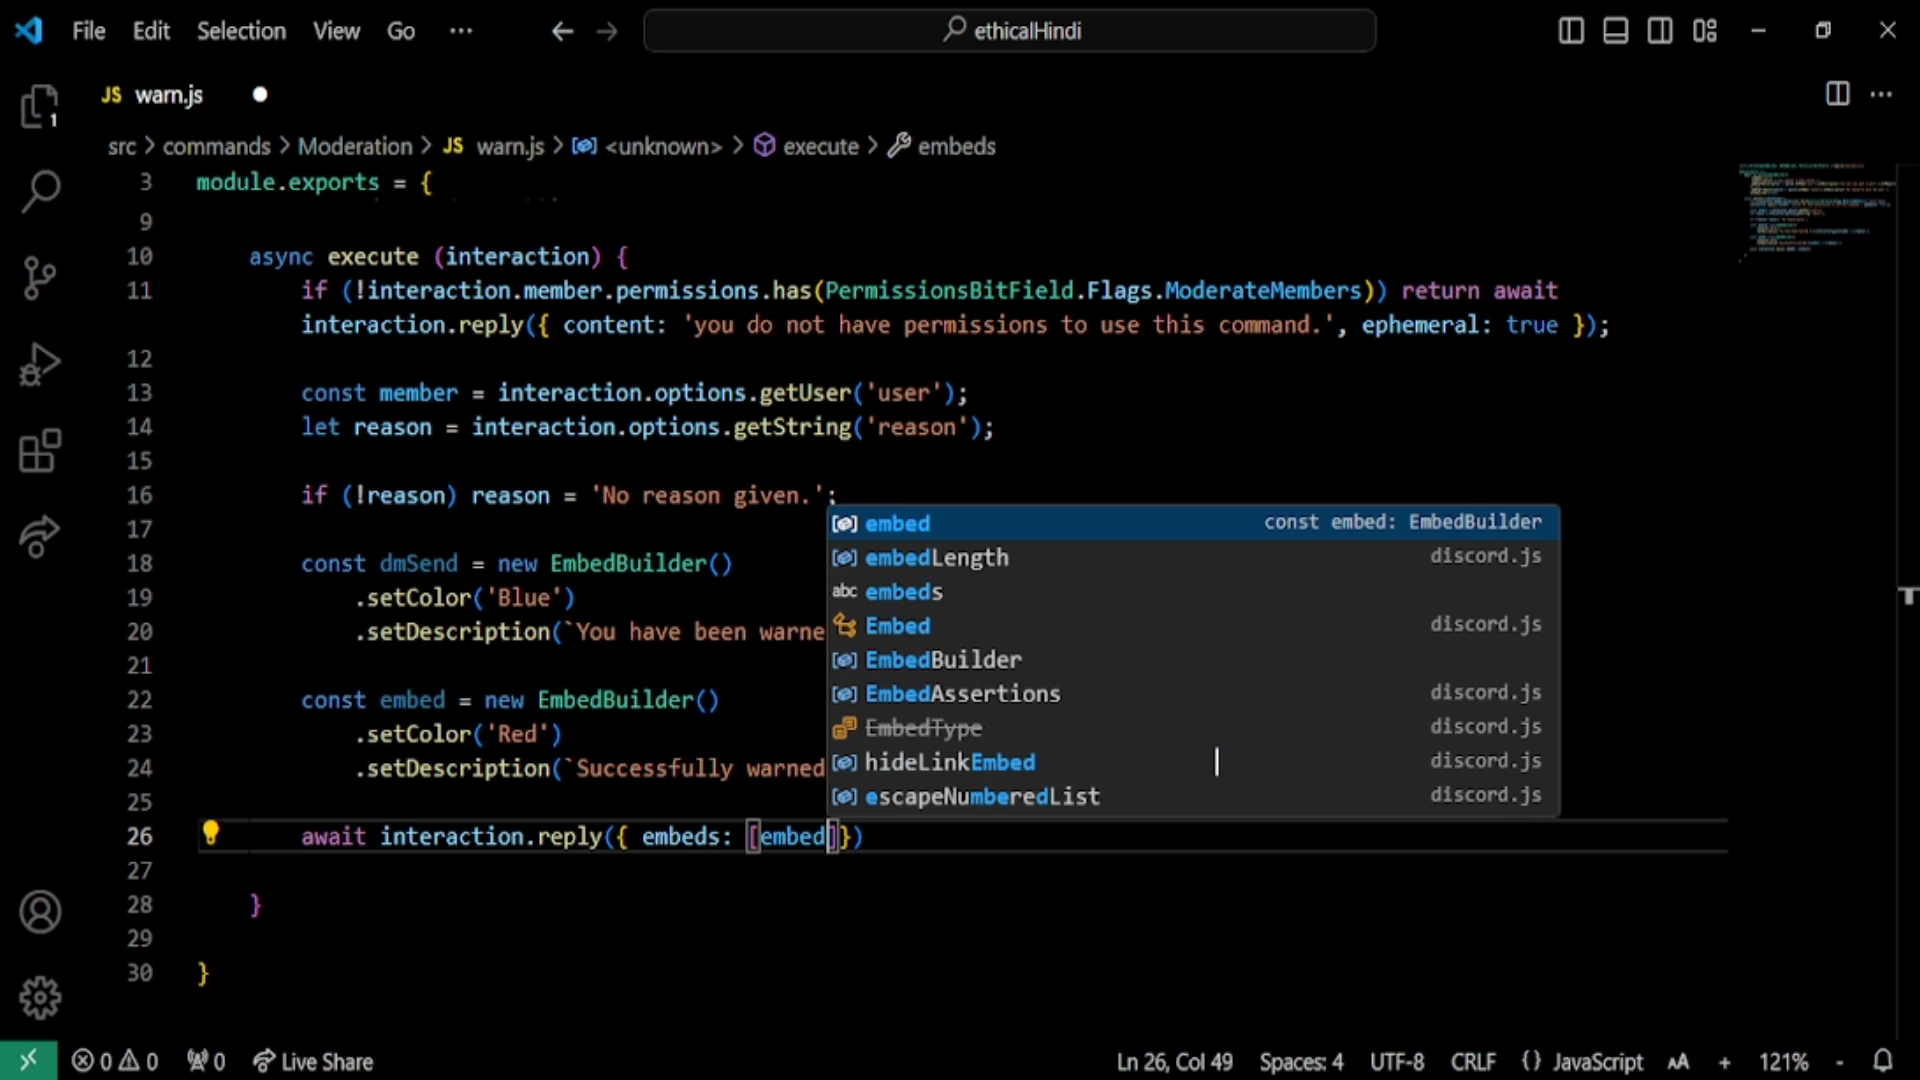 File Edit Selection View Go ··· ethicalHindi
JS warn.js
1
src > commands > Moderation > JS warn.js > <unknown> > execute > embeds
3 module.exports = {
9
10 async execute (interaction) {
11 if (!interaction.member.permissions.has(PermissionsBitField.Flags.ModerateMembers)) return await
interaction.reply({ content: 'you do not have permissions to use this command.', ephemeral: true });
12
13 const member = interaction.options.getUser('user');
14 let reason = interaction.options.getString('reason');
15
16 if (!reason) reason = 'No reason given.';
17
embed const embed: EmbedBuilder
embedLength discord.js
18 const dmSend = new EmbedBuilder()
19 .setColor('Blue')
abc embeds
20 .setDescription(`You have been warne
Embed discord.js
21
EmbedBuilder
22 const embed = new EmbedBuilder()
EmbedAssertions discord.js
23 .setColor('Red')
EmbedType discord.js
24 .setDescription(`Successfully warned
hideLinkEmbed discord.js
25
escapeNumberedList discord.js
26 await interaction.reply({ embeds: [embed]})
27
28 }
29
30 }
0 0 0 Live Share Ln 26, Col 49 Spaces: 4 UTF-8 CRLF {} JavaScript AA + 121% -